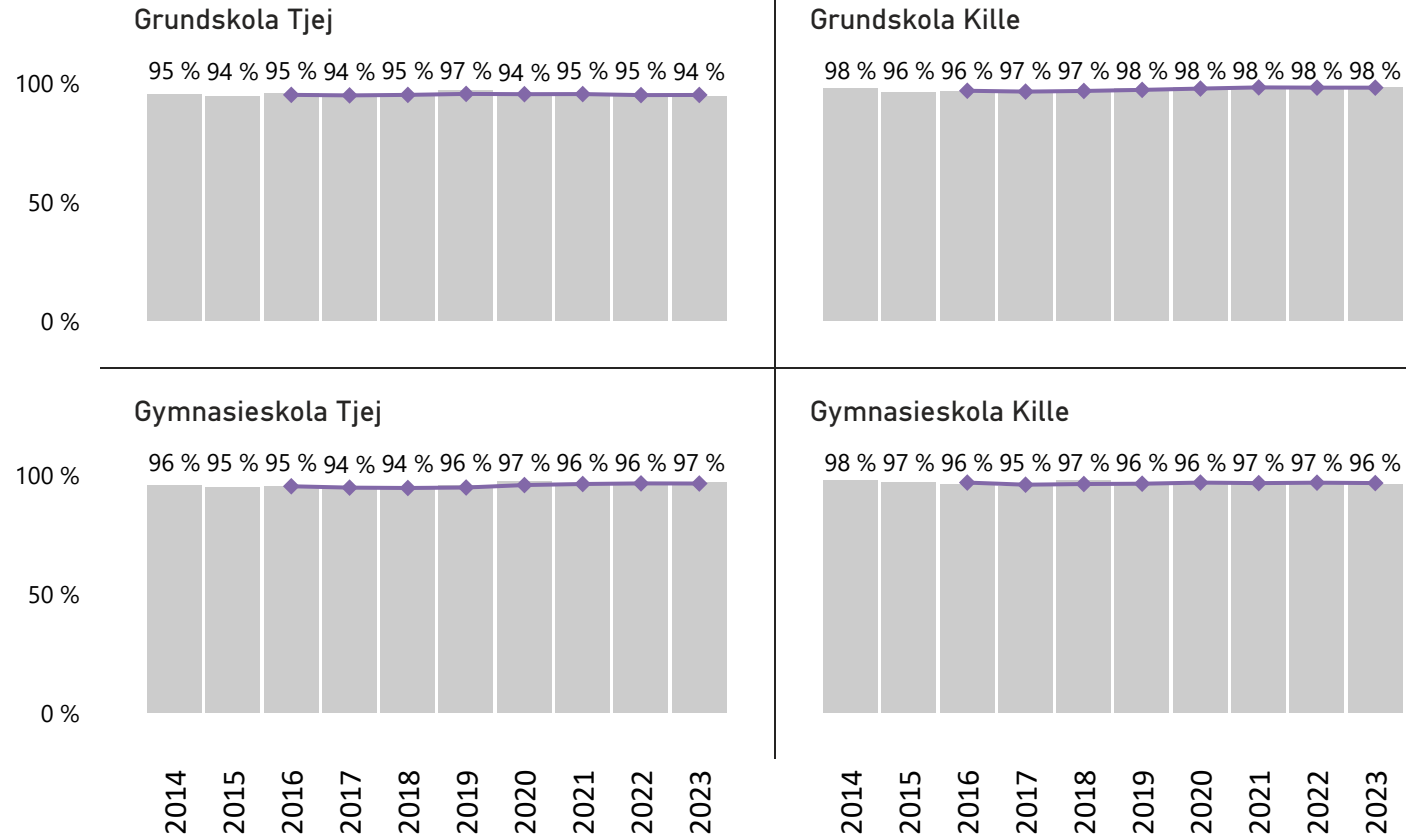 Grundskola Tjej
Grundskola Kille
95 % 94 % 95 % 94 % 95 % 97 % 94 % 95 % 95 % 94 %
98 % 96 % 96 % 97 % 97 % 98 % 98 % 98 % 98 % 98 %
100 %
50 %
0 %
Gymnasieskola Tjej
Gymnasieskola Kille
96 % 95 % 95 % 94 % 94 % 96 % 97 % 96 % 96 % 97 %
98 % 97 % 96 % 95 % 97 % 96 % 96 % 97 % 97 % 96 %
100 %
50 %
0 %
2014 2015 2016 2017 2018 2019 2020 2021 2022 2023
2014 2015 2016 2017 2018 2019 2020 2021 2022 2023